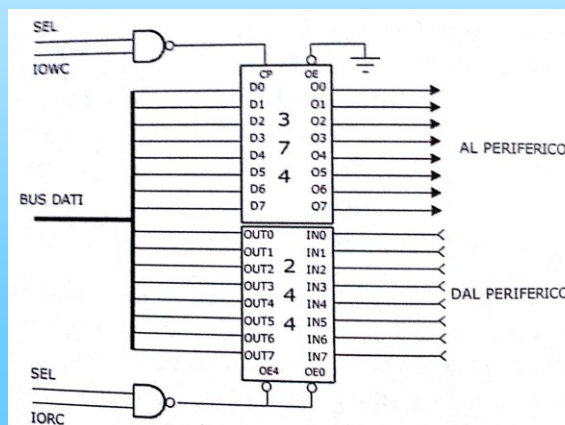 SEL
IOWC
CP OE
D0 O0
D1 O1
D2 O2
D3 O3
D4 O4
D5 O5
D6 O6
D7 O7
3
7
4
AL PERIFERICO
BUS DATI
OUT0 IN0
OUT1 IN1
OUT2 IN2
OUT3 IN3
OUT4 IN4
OUT5 IN5
OUT6 IN6
OUT7 IN7
2
4
4
OE4 OE0
DAL PERIFERICO
SEL
IORC